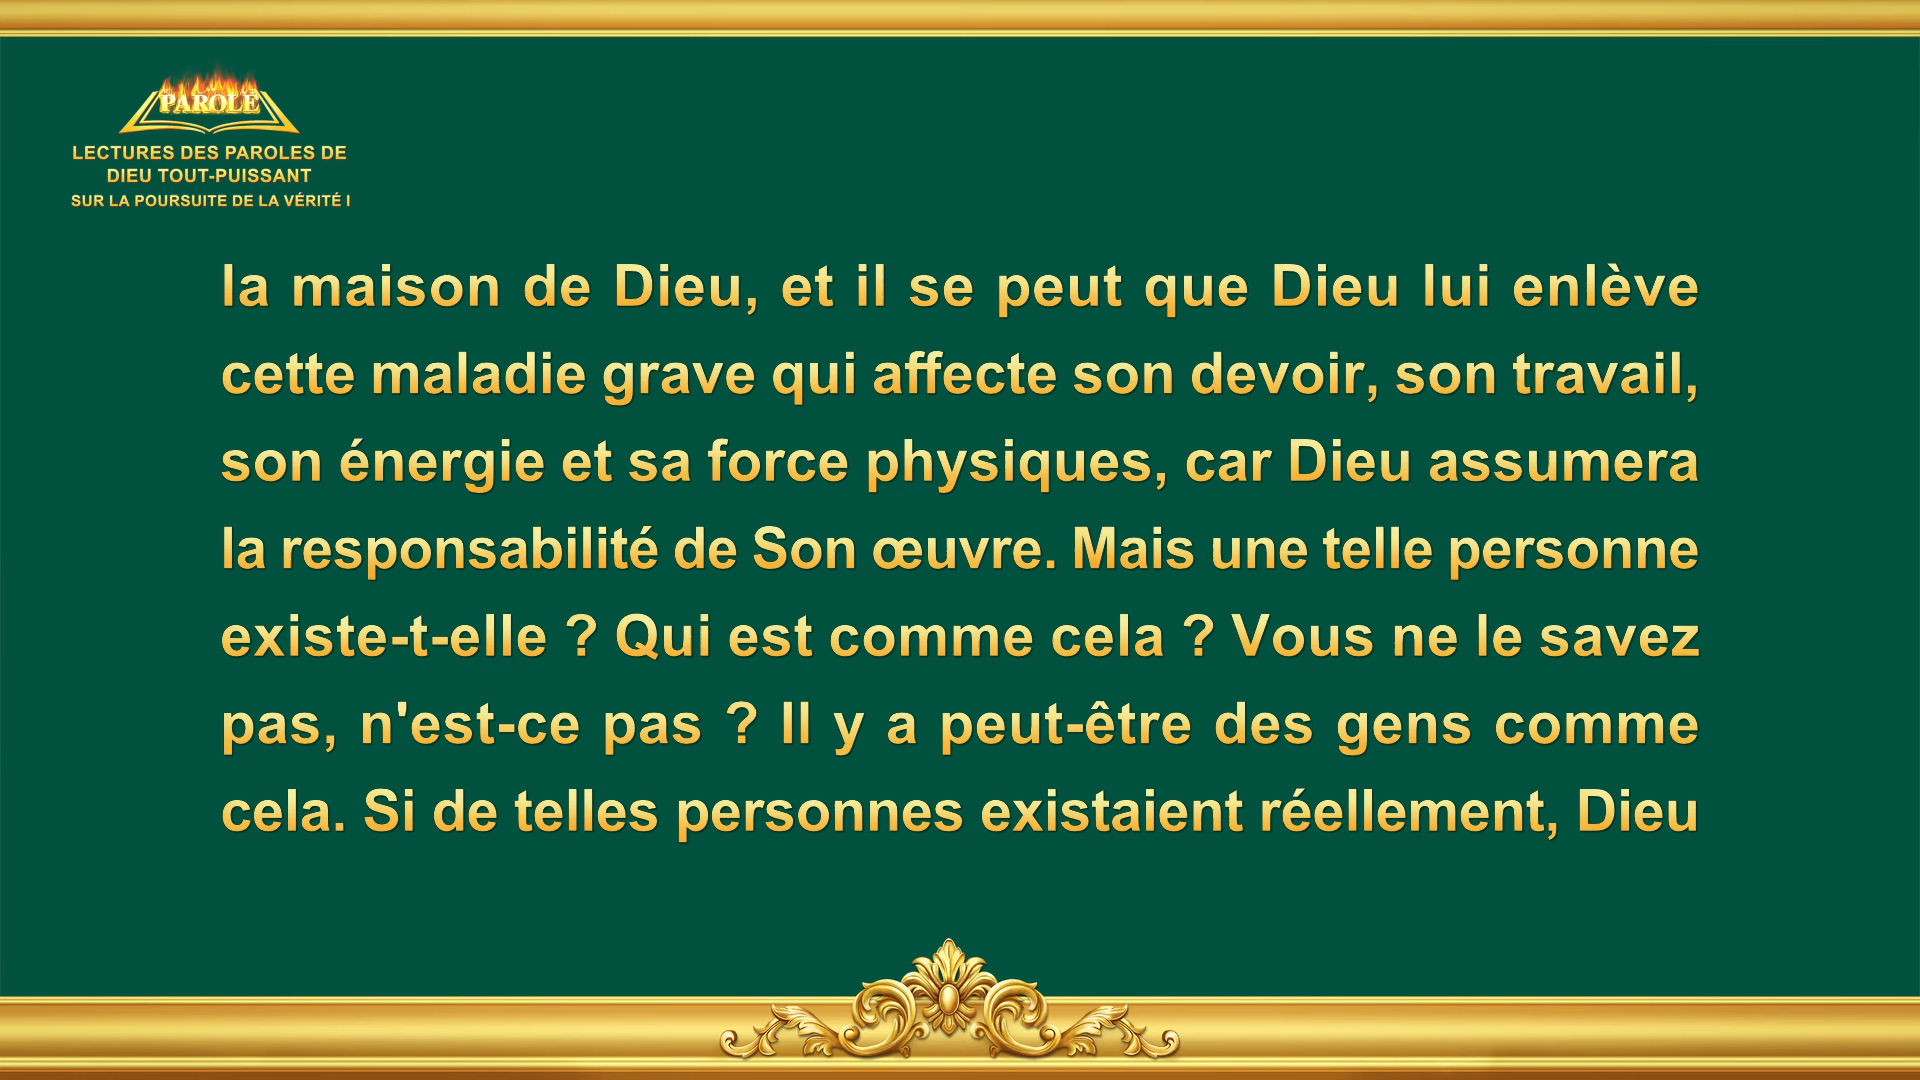 PAROLE
LECTURES DES PAROLES DE
DIEU TOUT-PUISSANT
SUR LA POURSUITE DE LA VÉRITÉ I
la maison de Dieu, et il se peut que Dieu lui enlève
cette maladie grave qui affecte son devoir, son travail,
son énergie et sa force physiques, car Dieu assumera
la responsabilité de Son œuvre. Mais une telle personne
existe-t-elle ? Qui est comme cela ? Vous ne le savez
pas, n'est-ce pas ? Il y a peut-être des gens comme
cela. Si de telles personnes existaient réellement, Dieu